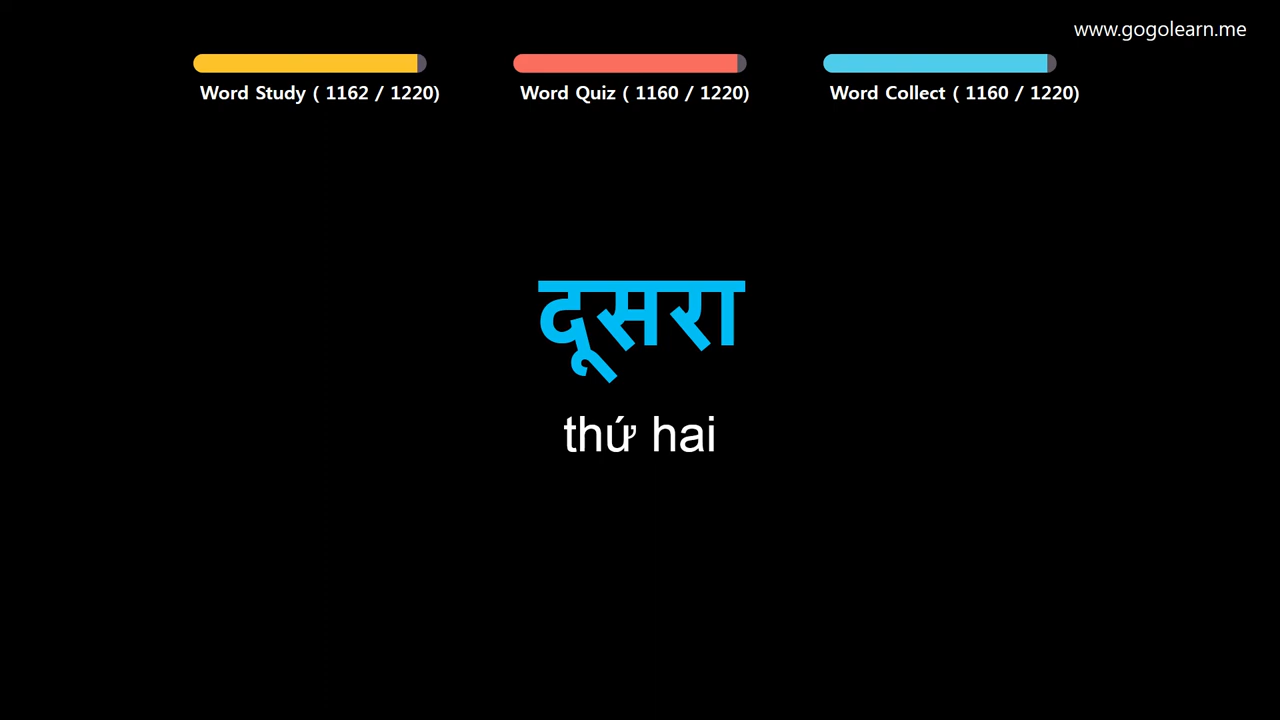 www.gogolearn.me
Word Study ( 1162 / 1220)
Word Quiz ( 1160 / 1220)
Word Collect ( 1160 / 1220)
दूसरा
thứ hai